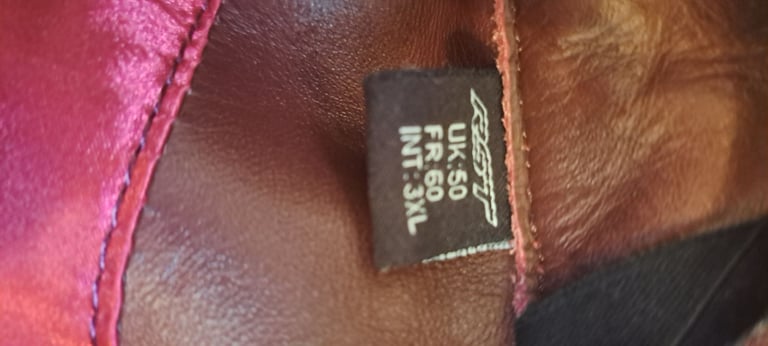 RST
UK:50
FR:60
INT:3XL